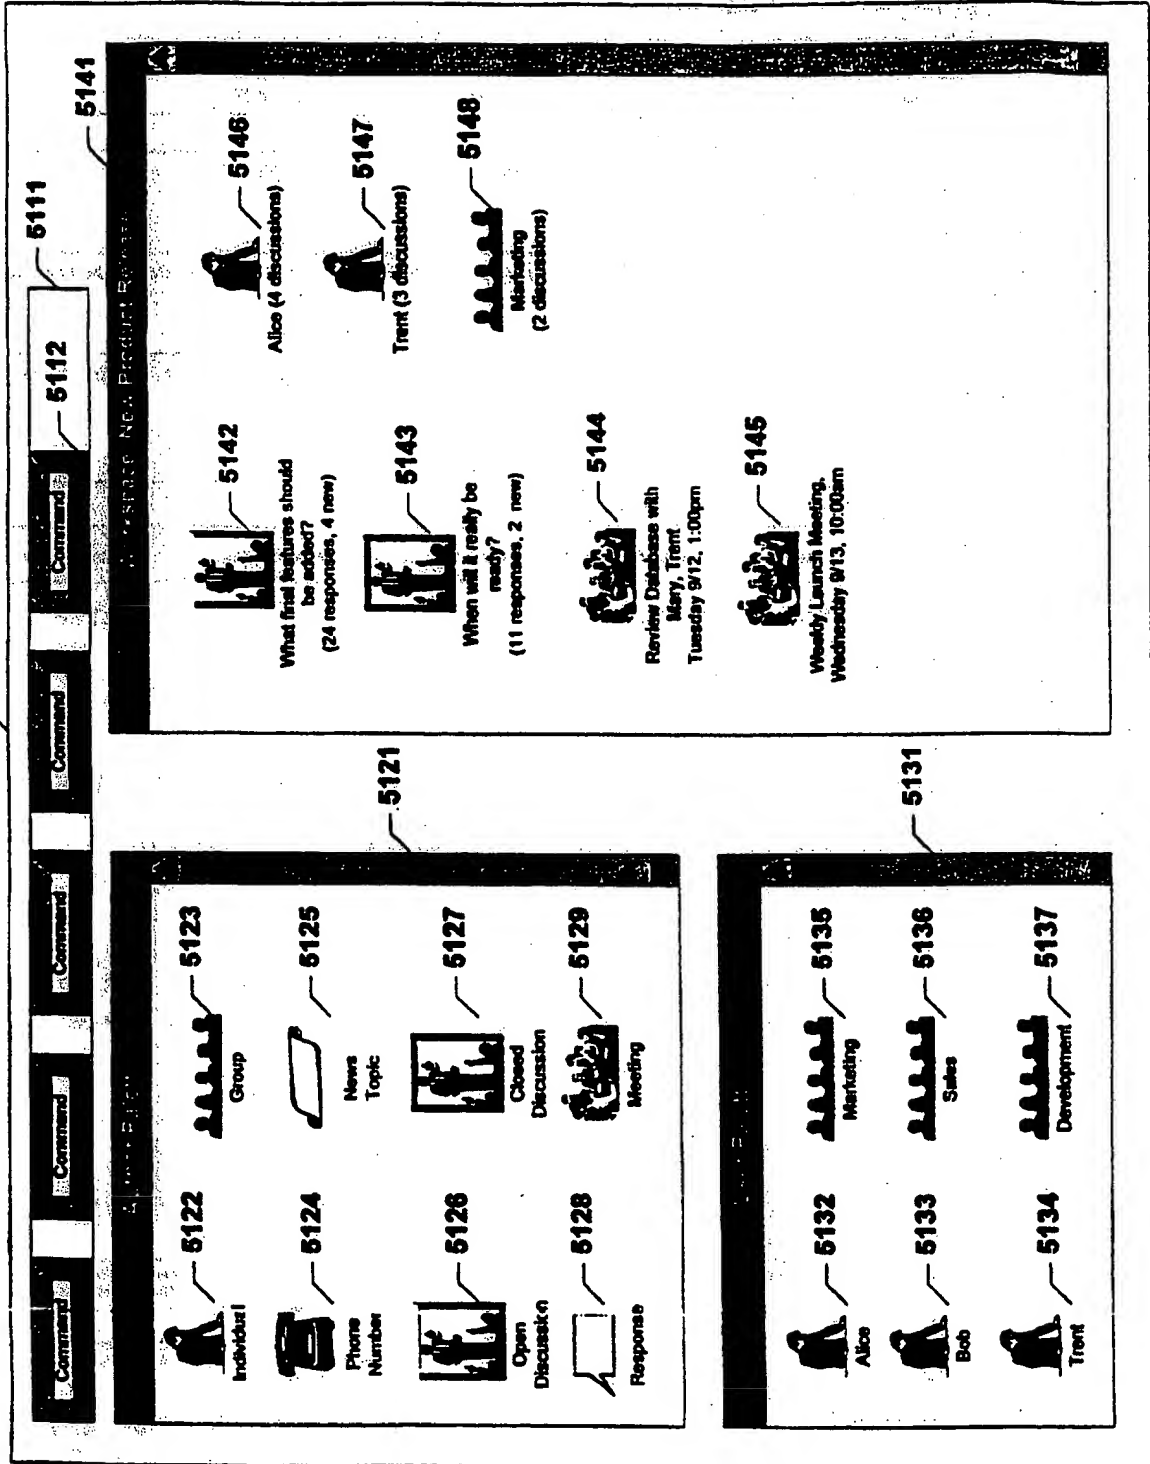 5111
Command
Command
Command
Command
Command
5112
5141
New Product
5122
Individual
5123
Group
5124
Phone
Number
5125
News
Topic
5126
Open
Discussion
5127
Closed
Discussion
5128
Response
5129
Meeting
5121
5132
Alice
5135
Marketing
5133
Bob
5136
Sales
5134
Trent
5137
Development
5131
5142
What final features should
be added?
(24 responses, 4 new)
5143
When will it really be
ready?
(11 responses, 2 new)
5144
Review Database with
Mary, Trent
Tuesday 9/12, 1:00pm
5145
Weekly Launch Meeting,
Wednesday 9/13, 10:00am
5146
Alice (4 discussions)
5147
Trent (3 discussions)
5148
Marketing
(2 discussions)